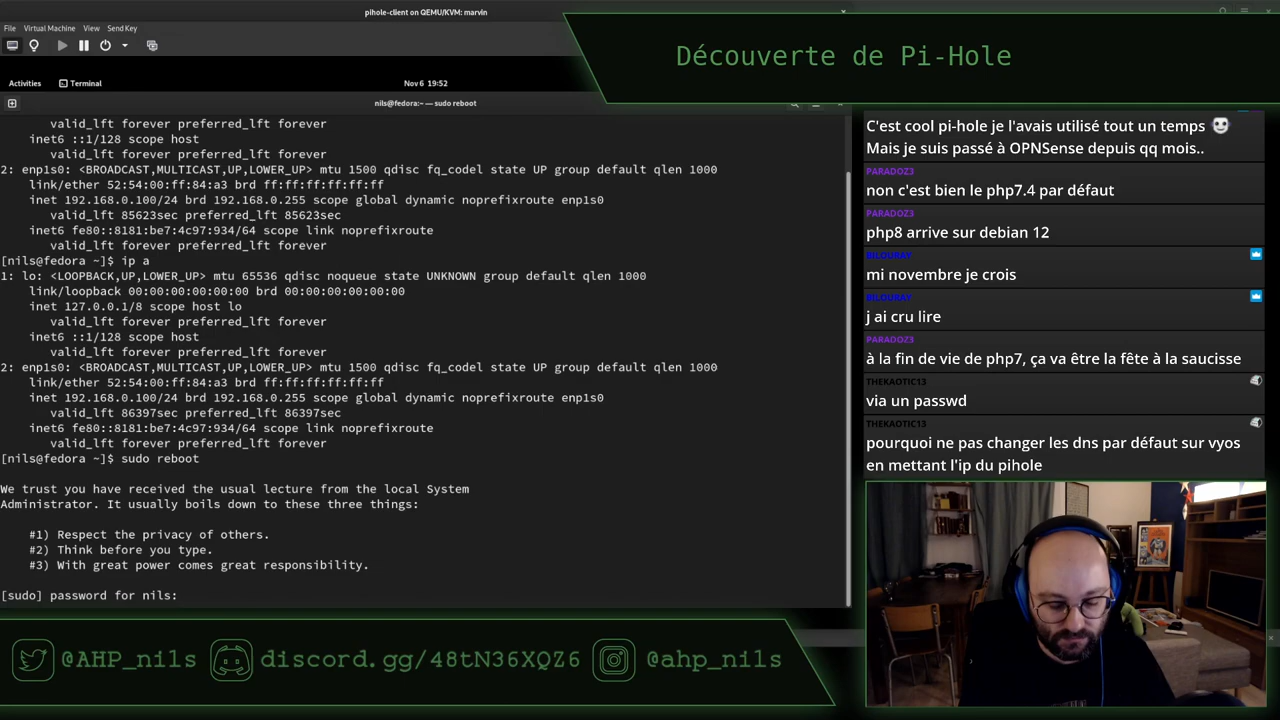 pihole-client on QEMU/KVM: marvin
File Virtual Machine View Send Key
Découverte de Pi-Hole
Activities Terminal Nov 6 19:52
nils@fedora:~ — sudo reboot
valid_lft forever preferred_lft forever
inet6 ::1/128 scope host
valid_lft forever preferred_lft forever
2: enp1s0: <BROADCAST,MULTICAST,UP,LOWER_UP> mtu 1500 qdisc fq_codel state UP group default qlen 1000
link/ether 52:54:00:ff:84:a3 brd ff:ff:ff:ff:ff:ff
inet 192.168.0.100/24 brd 192.168.0.255 scope global dynamic noprefixroute enp1s0
valid_lft 85623sec preferred_lft 85623sec
inet6 fe80::8181:be7:4c97:934/64 scope link noprefixroute
valid_lft forever preferred_lft forever
[nils@fedora ~]$ ip a
1: lo: <LOOPBACK,UP,LOWER_UP> mtu 65536 qdisc noqueue state UNKNOWN group default qlen 1000
link/loopback 00:00:00:00:00:00 brd 00:00:00:00:00:00
inet 127.0.0.1/8 scope host lo
valid_lft forever preferred_lft forever
inet6 ::1/128 scope host
valid_lft forever preferred_lft forever
2: enp1s0: <BROADCAST,MULTICAST,UP,LOWER_UP> mtu 1500 qdisc fq_codel state UP group default qlen 1000
link/ether 52:54:00:ff:84:a3 brd ff:ff:ff:ff:ff:ff
inet 192.168.0.100/24 brd 192.168.0.255 scope global dynamic noprefixroute enp1s0
valid_lft 86397sec preferred_lft 86397sec
inet6 fe80::8181:be7:4c97:934/64 scope link noprefixroute
valid_lft forever preferred_lft forever
[nils@fedora ~]$ sudo reboot
We trust you have received the usual lecture from the local System
Administrator. It usually boils down to these three things:
#1) Respect the privacy of others.
#2) Think before you type.
#3) With great power comes great responsibility.
[sudo] password for nils:
C'est cool pi-hole je l'avais utilisé tout un temps
Mais je suis passé à OPNSense depuis qq mois..
PARADOZ3
non c'est bien le php7.4 par défaut
PARADOZ3
php8 arrive sur debian 12
BILOURAY
mi novembre je crois
BILOURAY
j ai cru lire
PARADOZ3
à la fin de vie de php7, ça va être la fête à la saucisse
THEKAOTIC13
via un passwd
THEKAOTIC13
pourquoi ne pas changer les dns par défaut sur vyos
en mettant l'ip du pihole
@AHP_nils discord.gg/48tN36XQZ6 @ahp_nils